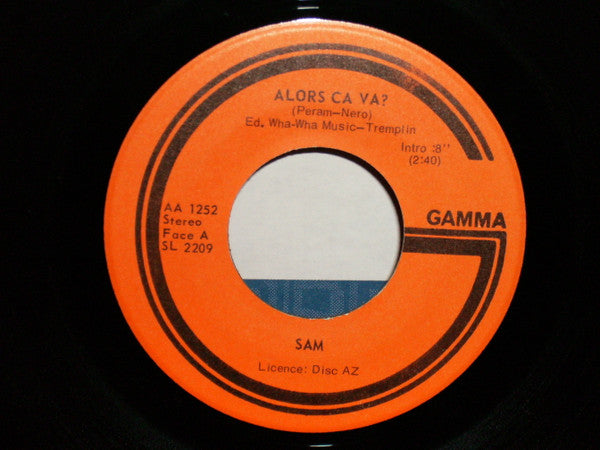 ALORS CA VA?
(Peram-Nero)
Ed. Wha-Wha Music-Tremplin
Intro :8"
(2:40)
AA 1252
Stereo
Face A
SL 2209
GAMMA
SAM
Licence: Disc AZ